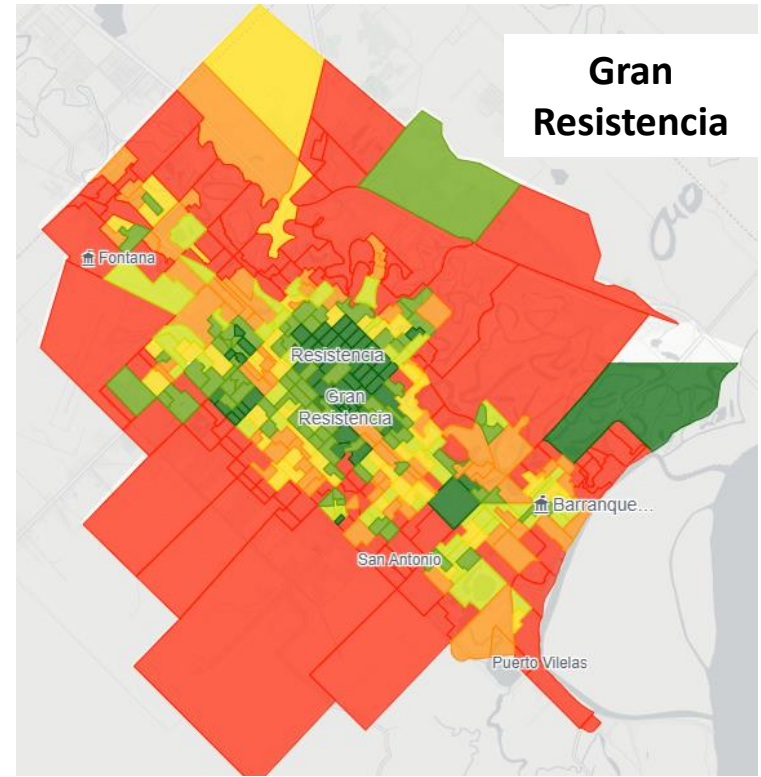 Gran
Resistencia
Fontana
Resistencia
Gran
Resistencia
Barranque...
San Antonio
Puerto Vilelas